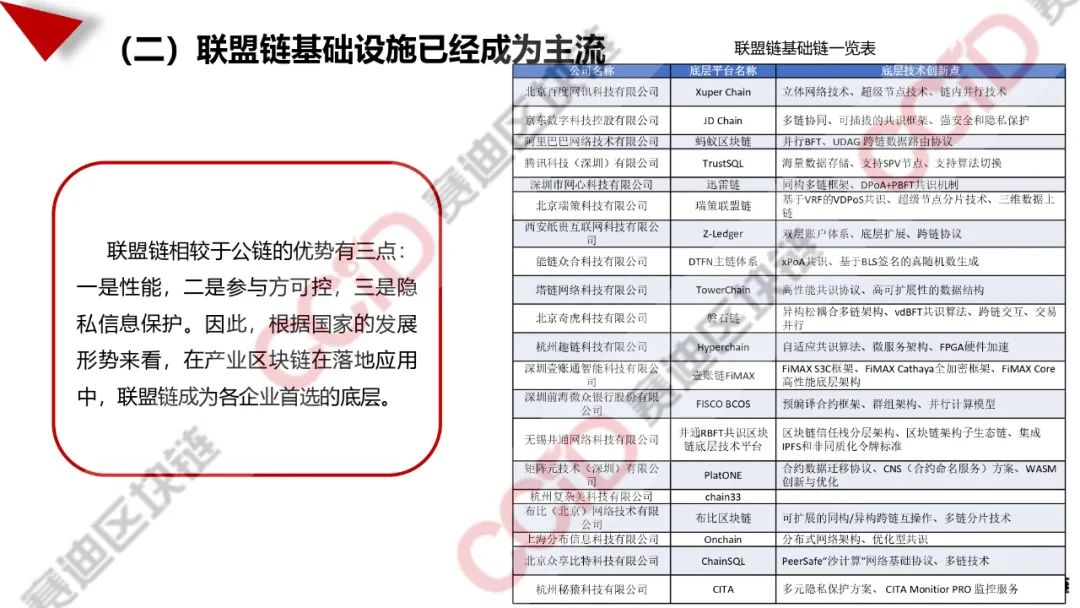 （二）联盟链基础设施已经成为主流
联盟链相较于公链的优势有三点：
一是性能，二是参与方可控，三是隐
私信息保护。因此，根据国家的发展
形势来看，在产业区块链在落地应用
中，联盟链成为各企业首选的底层。
联盟链基础链一览表
公司名称 底层平台名称 底层技术创新点
北京百度网讯科技有限公司 Xuper Chain 立体网络技术、超级节点技术、链内并行技术
京东数字科技控股有限公司 JD Chain 多链协同、可插拔的共识框架、强安全和隐私保护
阿里巴巴网络技术有限公司 蚂蚁区块链 并行BFT、UDAG 跨链数据路由协议
腾讯科技（深圳）有限公司 TrustSQL 海量数据存储、支持SPV节点、支持算法切换
深圳市网心科技有限公司 迅雷链 同构多链框架、DPoA+PBFT共识机制
北京瑞策科技有限公司 瑞策联盟链 基于VRF的VDPoS共识、超级节点分片技术、三维数据上
链
西安纸贵互联网科技有限公
司 Z-Ledger 双层账户体系、底层扩展、跨链协议
能链众合科技有限公司 DTFN主链体系 xPoA共识、基于BLS签名的真随机数生成
塔链网络科技有限公司 TowerChain 高性能共识协议、高可扩展性的数据结构
北京奇虎科技有限公司 磐石链 异构松耦合多链架构、vdBFT共识算法、跨链交互、交易
并行
杭州趣链科技有限公司 Hyperchain 自适应共识算法、微服务架构、FPGA硬件加速
深圳壹账通智能科技有限公
司 壹账链FiMAX FiMAX S3C框架、FiMAX Cathaya全加密框架、FiMAX Core
高性能底层架构
深圳前海微众银行股份有限
公司 FISCO BCOS 预编译合约框架、群组架构、并行计算模型
无锡井通网络科技有限公司 井通RBFT共识区块
链底层技术平台 区块链信任栈分层架构、区块链架构子生态链、集成
IPFS和非同质化令牌标准
矩阵元技术（深圳）有限公
司 PlatONE 合约数据迁移协议、CNS（合约命名服务）方案、WASM
创新与优化
杭州复杂美科技有限公司 chain33
布比（北京）网络技术有限
公司 布比区块链 可扩展的同构/异构跨链互操作、多链分片技术
上海分布信息科技有限公司 Onchain 分布式网络架构、优化型共识
北京众享比特科技有限公司 ChainSQL PeerSafe“沙计算”网络基础协议、多链技术
杭州秘猿科技有限公司 CITA 多元隐私保护方案、 CITA Monitior PRO 监控服务
CCiD 赛迪区块链
CCiD 赛迪区块链
CCiD
赛迪区块链